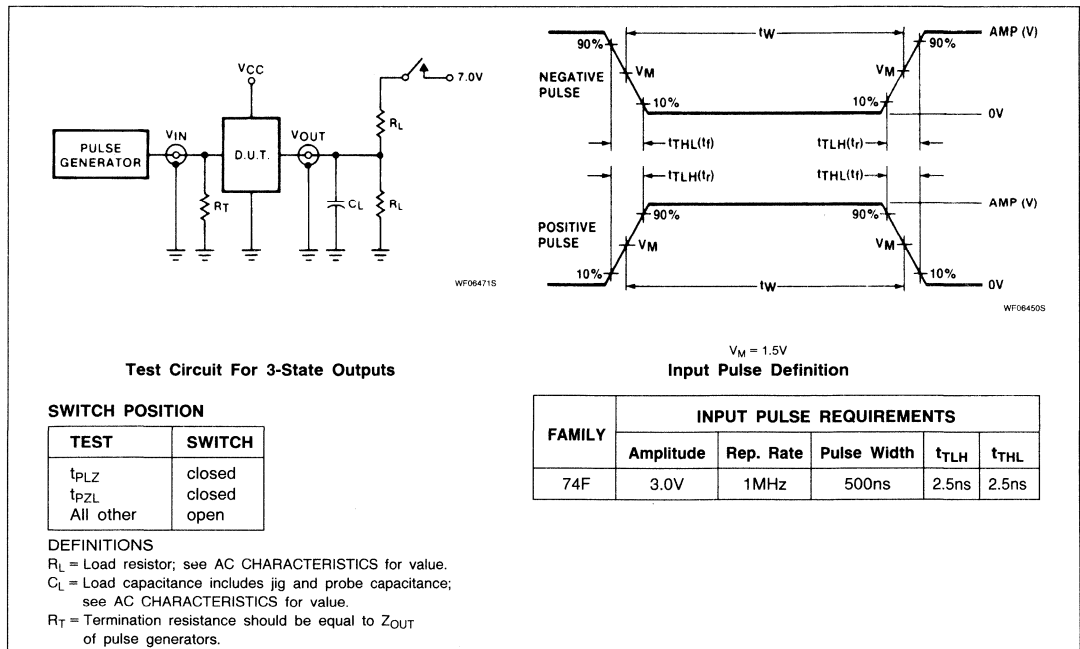 PULSE
GENERATOR
VIN
RT
VCC
D.U.T.
VOUT
CL
RL
RL
7.0V
WF06471S
Test Circuit For 3-State Outputs
NEGATIVE
PULSE
90%
VM
10%
tW
10%
VM
90%
AMP (V)
0V
tTHL(tf)
tTLH(tr)
tTLH(tr)
tTHL(tf)
POSITIVE
PULSE
90%
VM
10%
tW
90%
VM
10%
AMP (V)
0V
WF06450S
VM = 1.5V
Input Pulse Definition
SWITCH POSITION
TEST SWITCH
tPLZ closed
tPZL closed
All other open
FAMILY INPUT PULSE REQUIREMENTS
Amplitude Rep. Rate Pulse Width tTLH tTHL
74F 3.0V 1MHz 500ns 2.5ns 2.5ns
DEFINITIONS
RL = Load resistor; see AC CHARACTERISTICS for value.
CL = Load capacitance includes jig and probe capacitance;
see AC CHARACTERISTICS for value.
RT = Termination resistance should be equal to ZOUT
of pulse generators.